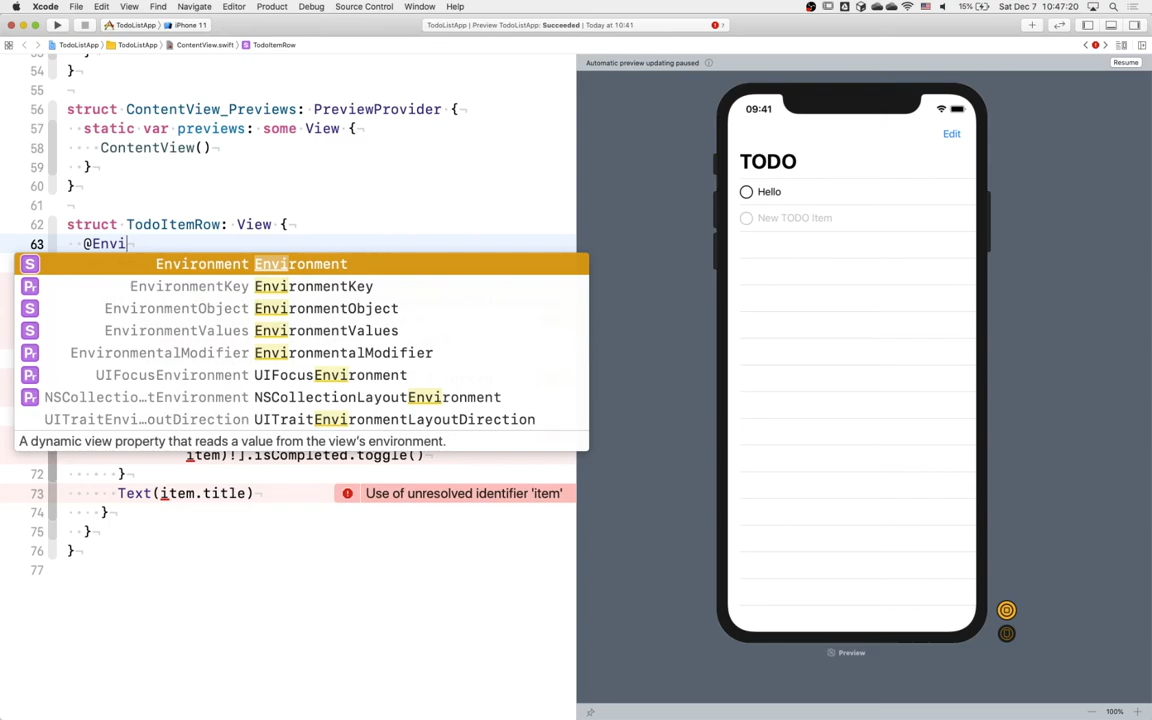 Xcode File Edit View Find Navigate Editor Product Debug Source Control Window Help 15% Sat Dec 7 10:47:20
TodoListApp 〉 iPhone 11 TodoListApp | Preview TodoListApp: Succeeded | Today at 10:41
TodoListApp 〉 TodoListApp 〉 ContentView.swift 〉 S TodoItemRow
Automatic preview updating paused Resume
54 }¬
55 ¬
56 struct·ContentView_Previews:·PreviewProvider·{¬
57 ··static·var·previews:·some·View·{¬
58 ····ContentView()¬
59 ··}¬
60 }¬
61 ¬
62 struct·TodoItemRow:·View·{¬
63 ··@Envi¬
S Environment Environment
Pr EnvironmentKey EnvironmentKey
S EnvironmentObject EnvironmentObject
S EnvironmentValues EnvironmentValues
Pr EnvironmentalModifier EnvironmentalModifier
Pr UIFocusEnvironment UIFocusEnvironment
Pr NSCollectio…tEnvironment NSCollectionLayoutEnvironment
UITraitEnvi…outDirection UITraitEnvironmentLayoutDirection
A dynamic view property that reads a value from the view's environment.
item)!].isCompleted.toggle()¬
72 ······}¬
73 ······Text(item.title)¬ Use of unresolved identifier 'item'
74 ····}¬
75 ··}¬
76 }¬
77
09:41
Edit
TODO
Hello
New TODO Item
Preview
100%